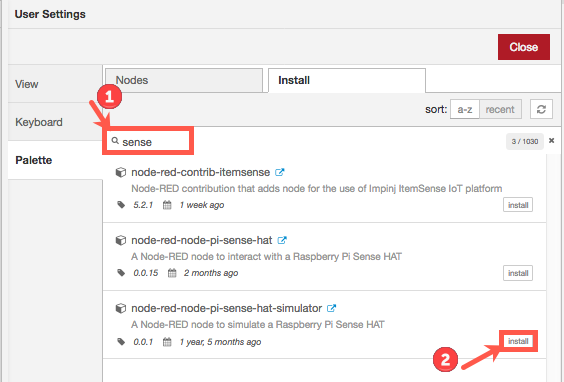 User Settings
Close
View
Keyboard
Palette
Nodes
Install
sort: a-z recent
1
sense
3 / 1030 ×
node-red-contrib-itemsense
Node-RED contribution that adds node for the use of Impinj ItemSense IoT platform
5.2.1 1 week ago
install
node-red-node-pi-sense-hat
A Node-RED node to interact with a Raspberry Pi Sense HAT
0.0.15 2 months ago
install
node-red-node-pi-sense-hat-simulator
A Node-RED node to simulate a Raspberry Pi Sense HAT
0.0.1 1 year, 5 months ago
install
2